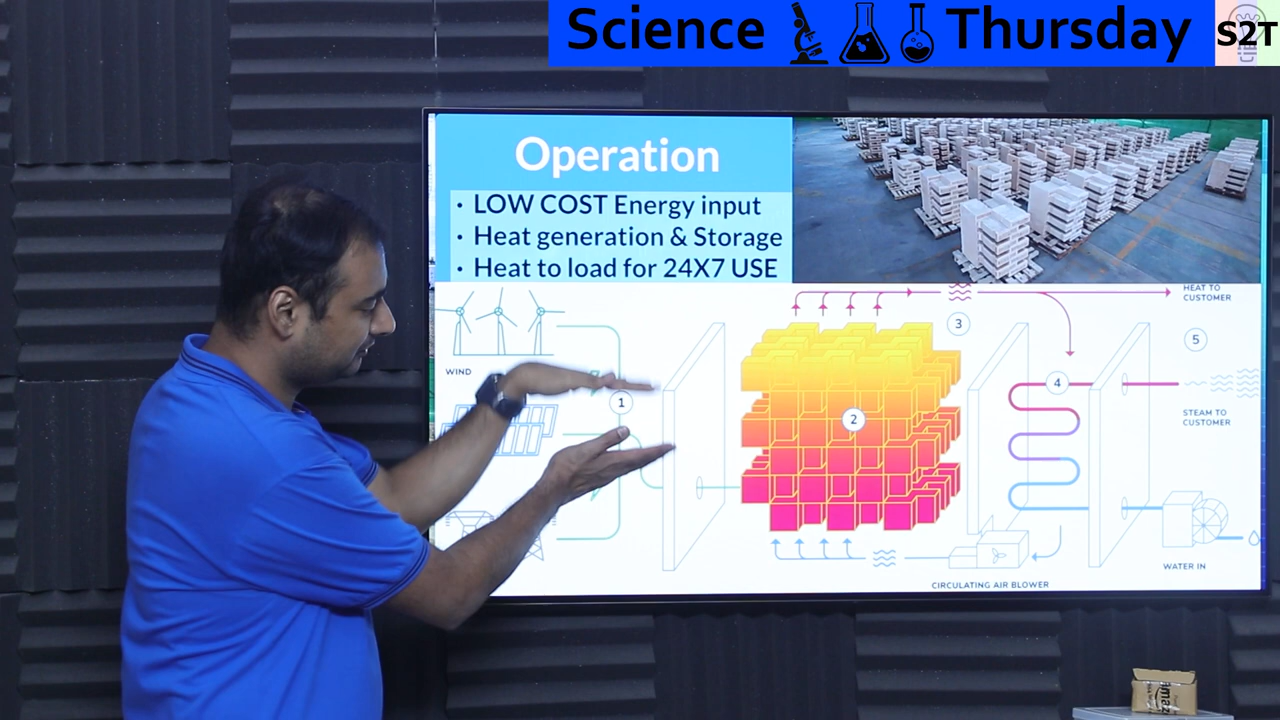 Science Thursday
S2T
Operation
· LOW COST Energy input
· Heat generation & Storage
· Heat to load for 24X7 USE
HEAT TO
CUSTOMER
3
5
WIND
1
4
2
STEAM TO
CUSTOMER
WATER IN
CIRCULATING AIR BLOWER